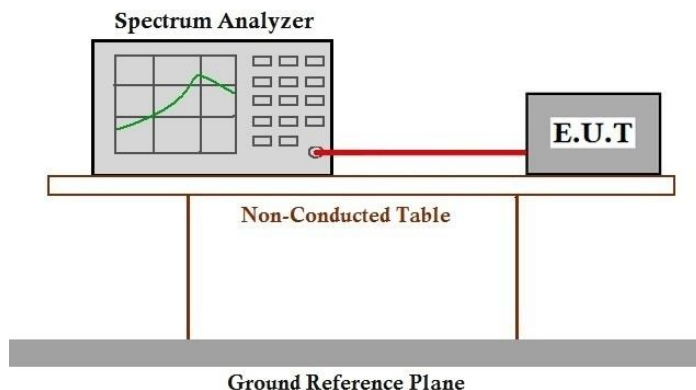 Spectrum Analyzer
E.U.T
Non-Conducted Table
Ground Reference Plane